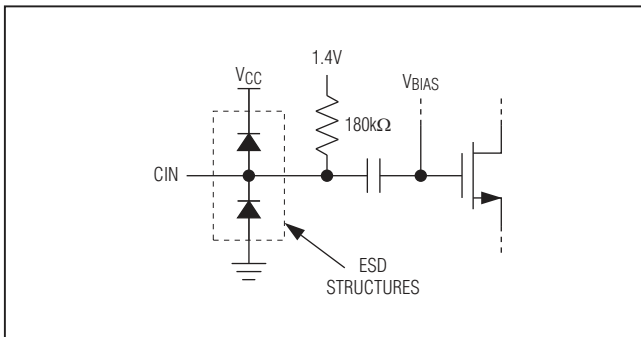 1.4V
VCC
VBIAS
180kΩ
CIN
ESD
STRUCTURES